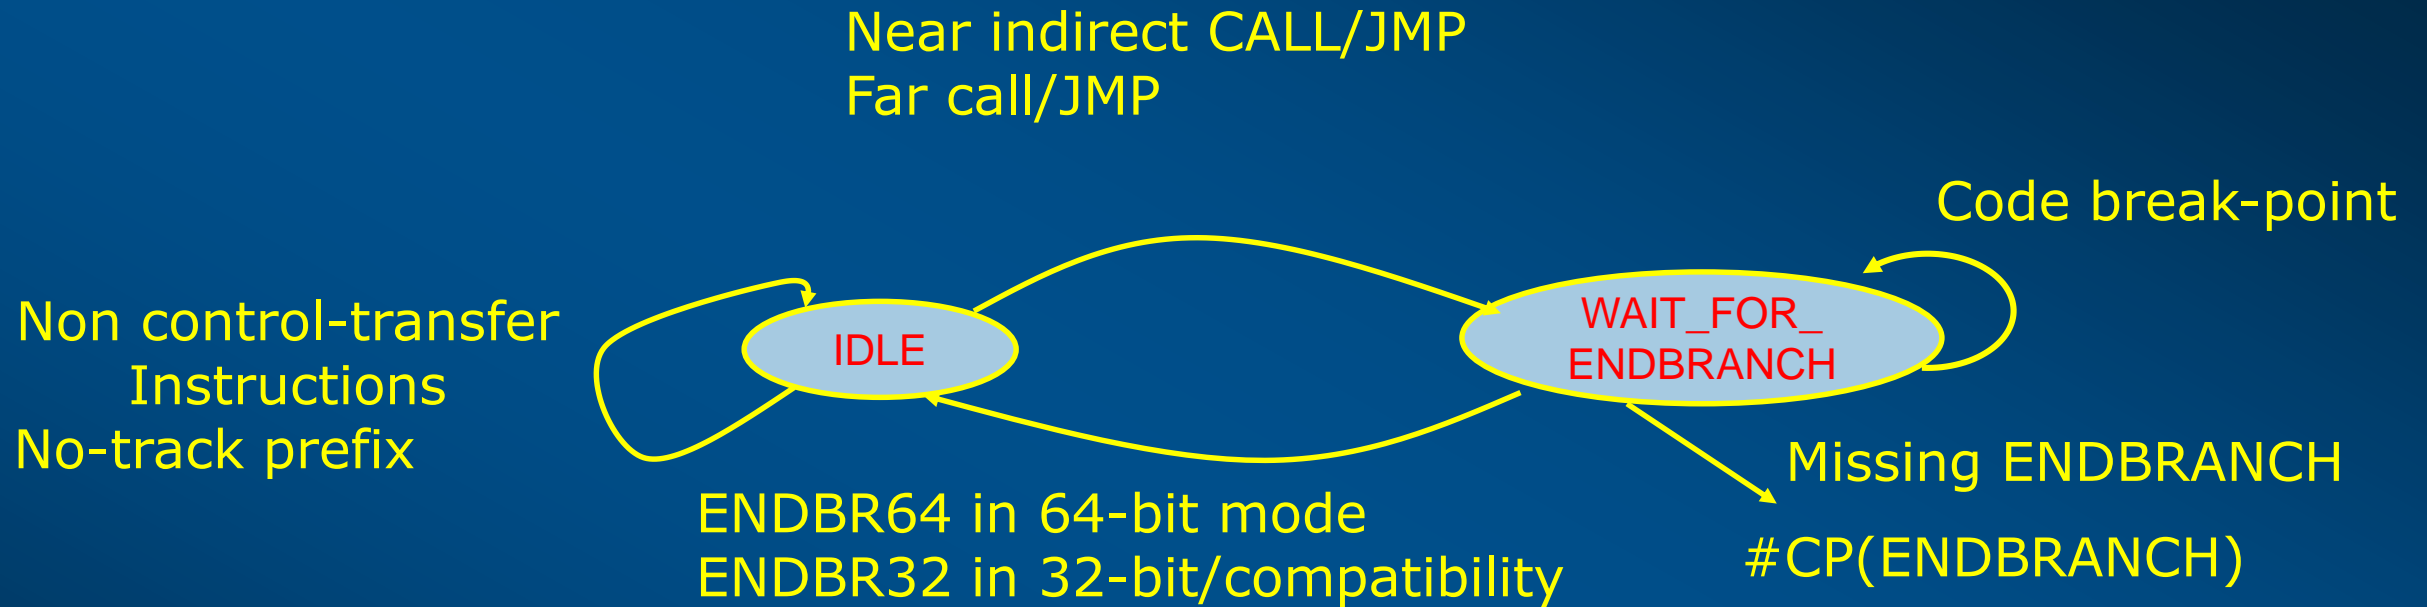 Near indirect CALL/JMP
Far call/JMP
Code break-point
Non control-transfer
Instructions
No-track prefix
IDLE
WAIT_FOR_
ENDBRANCH
Missing ENDBRANCH
#CP(ENDBRANCH)
ENDBR64 in 64-bit mode
ENDBR32 in 32-bit/compatibility